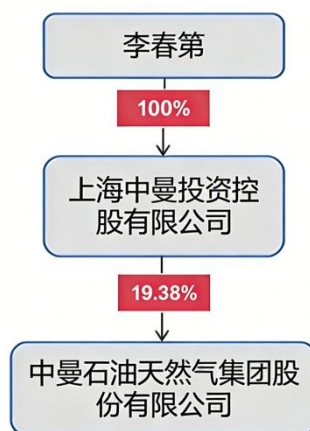 李春第
100%
上海中曼投资控
股有限公司
19.38%
中曼石油天然气集团股
份有限公司